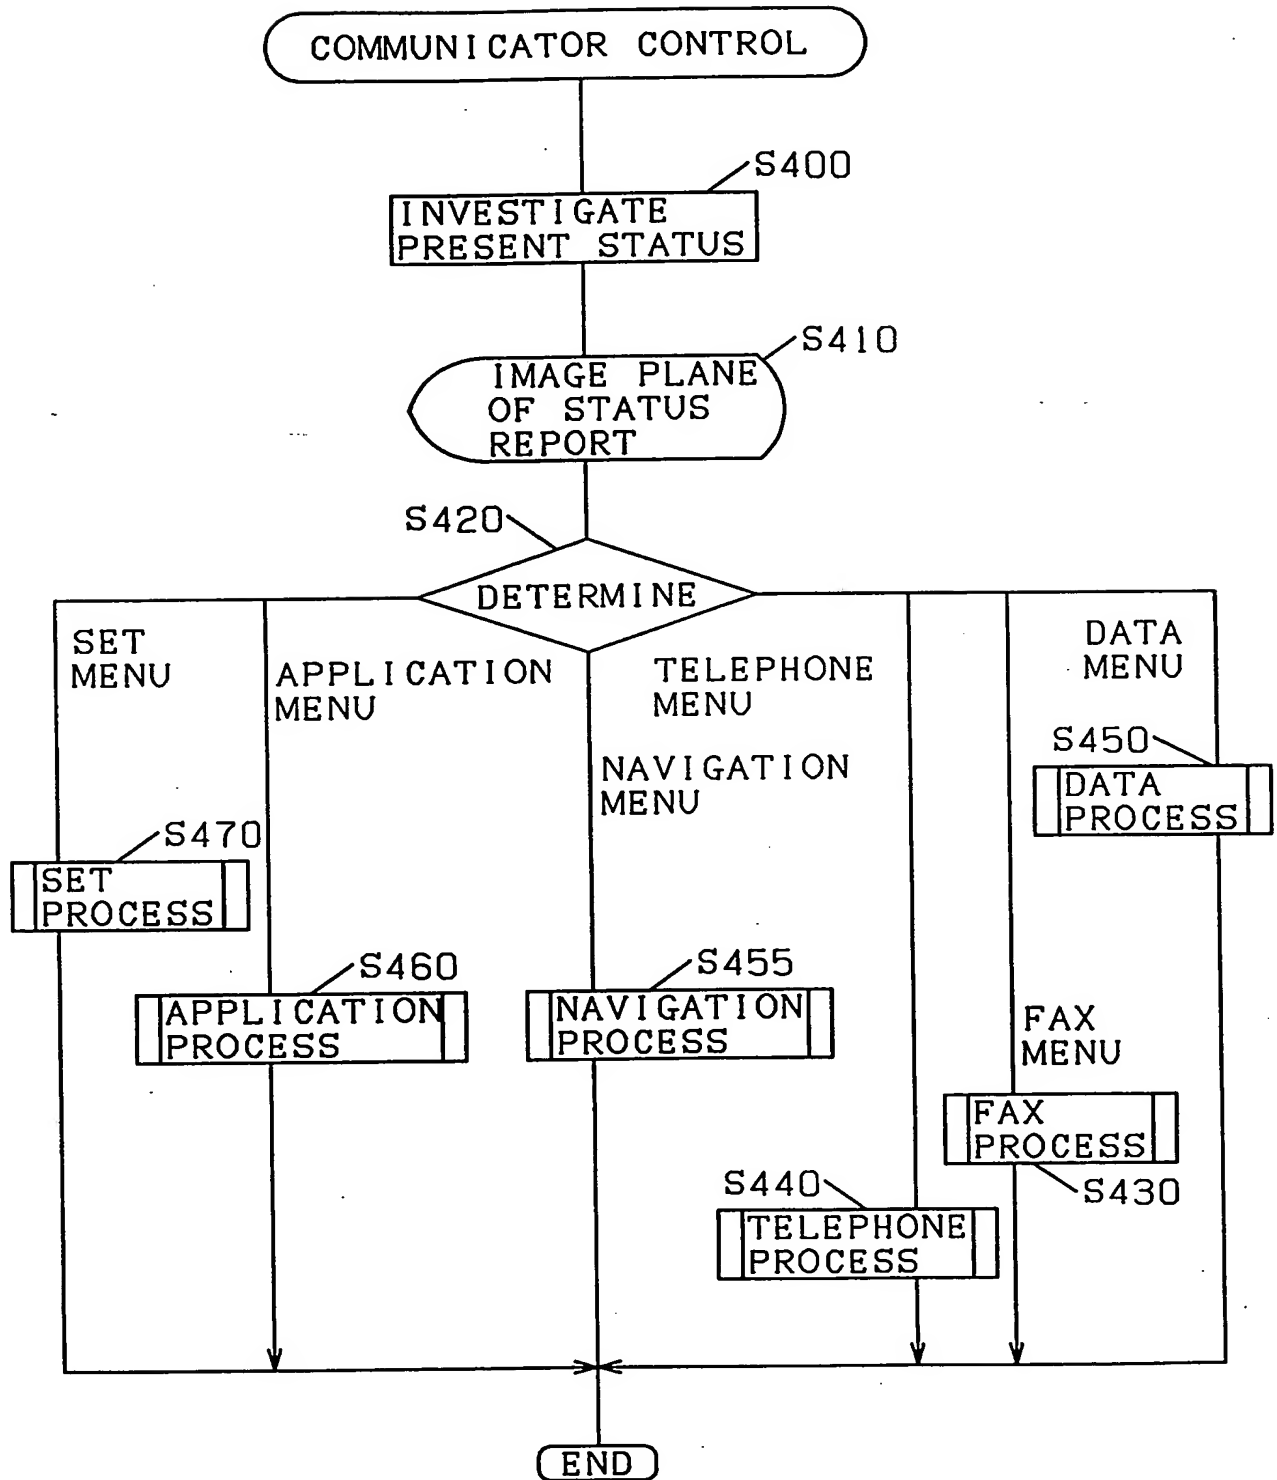 COMMUNICATOR CONTROL
S400
INVESTIGATE
PRESENT STATUS
S410
IMAGE PLANE
OF STATUS
REPORT
S420
DETERMINE
SET
MENU
APPLICATION
MENU
TELEPHONE
MENU
DATA
MENU
NAVIGATION
MENU
S450
DATA
PROCESS
S470
SET
PROCESS
S460
APPLICATION
PROCESS
S455
NAVIGATION
PROCESS
FAX
MENU
FAX
PROCESS
S430
S440
TELEPHONE
PROCESS
END